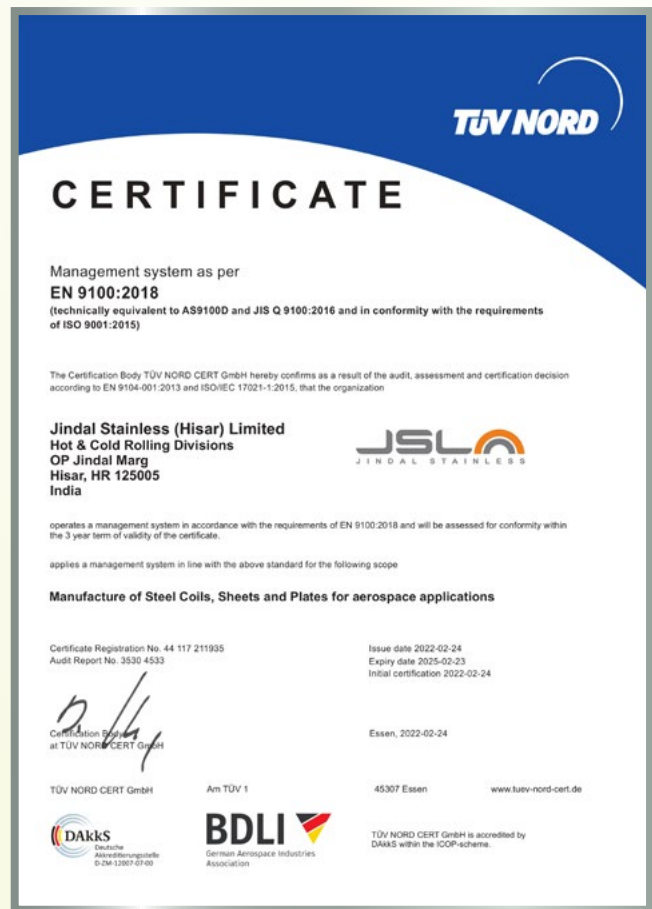 TÜV NORD
CERTIFICATE
Management system as per
EN 9100:2018
(technically equivalent to AS9100D and JIS Q 9100:2016 and in conformity with the requirements
of ISO 9001:2015)
The Certification Body TÜV NORD CERT GmbH hereby confirms as a result of the audit, assessment and certification decision
according to EN 9104-001:2013 and ISO/IEC 17021-1:2015, that the organization
Jindal Stainless (Hisar) Limited
Hot & Cold Rolling Divisions
OP Jindal Marg
Hisar, HR 125005
India
JSL
JINDAL STAINLESS
operates a management system in accordance with the requirements of EN 9100:2018 and will be assessed for conformity within
the 3 year term of validity of the certificate.
applies a management system in line with the above standard for the following scope
Manufacture of Steel Coils, Sheets and Plates for aerospace applications
Certificate Registration No. 44 117 211935
Audit Report No. 3530 4533
Issue date 2022-02-24
Expiry date 2025-02-23
Initial certification 2022-02-24
Certification Body
at TÜV NORD CERT GmbH
Essen, 2022-02-24
TÜV NORD CERT GmbH Am TÜV 1 45307 Essen www.tuev-nord-cert.de
DAkkS
Deutsche
Akkreditierungsstelle
D-ZM-12007-07-00
BDLI
German Aerospace Industries
Association
TÜV NORD CERT GmbH is accredited by
DAkkS within the ICOP-scheme.